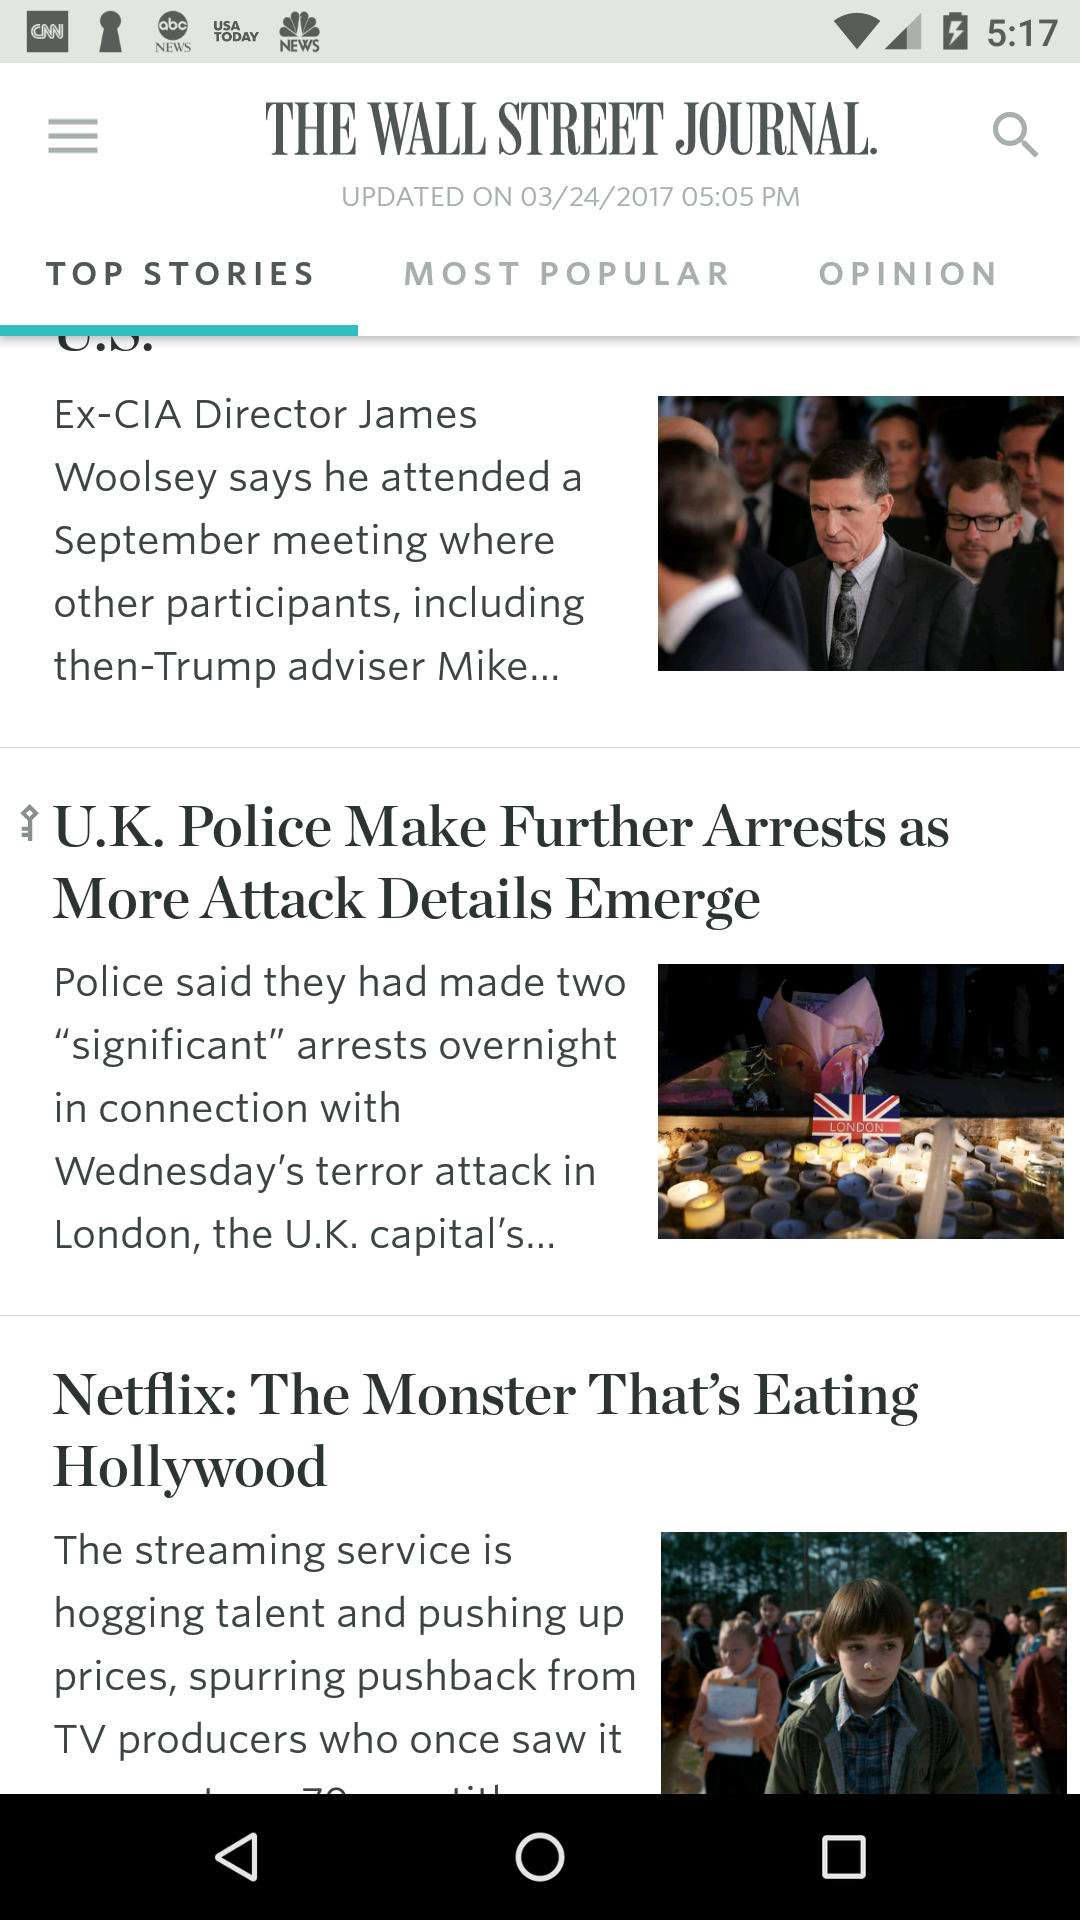 CNN
abc
NEWS
USA
TODAY
NEWS
5:17
THE WALL STREET JOURNAL.
UPDATED ON 03/24/2017 05:05 PM
TOP STORIES
MOST POPULAR
OPINION
U.S.
Ex-CIA Director James
Woolsey says he attended a
September meeting where
other participants, including
then-Trump adviser Mike...
U.K. Police Make Further Arrests as
More Attack Details Emerge
Police said they had made two
“significant” arrests overnight
in connection with
Wednesday’s terror attack in
London, the U.K. capital’s...
LONDON
Netflix: The Monster That’s Eating
Hollywood
The streaming service is
hogging talent and pushing up
prices, spurring pushback from
TV producers who once saw it